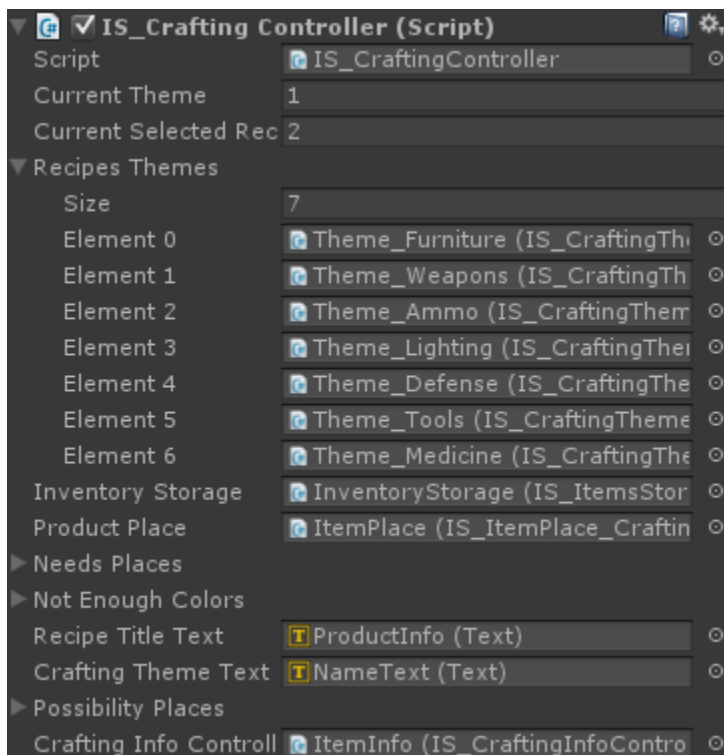 IS_Crafting Controller (Script)
Script IS_CraftingController
Current Theme 1
Current Selected Rec 2
Recipes Themes
Size 7
Element 0 Theme_Furniture (IS_CraftingTh
Element 1 Theme_Weapons (IS_CraftingTh
Element 2 Theme_Ammo (IS_CraftingThem
Element 3 Theme_Lighting (IS_CraftingThe
Element 4 Theme_Defense (IS_CraftingThe
Element 5 Theme_Tools (IS_CraftingTheme
Element 6 Theme_Medicine (IS_CraftingThe
Inventory Storage InventoryStorage (IS_ItemsStor
Product Place ItemPlace (IS_ItemPlace_Craftin
Needs Places
Not Enough Colors
Recipe Title Text ProductInfo (Text)
Crafting Theme Text NameText (Text)
Possibility Places
Crafting Info Controll ItemInfo (IS_CraftingInfoContro